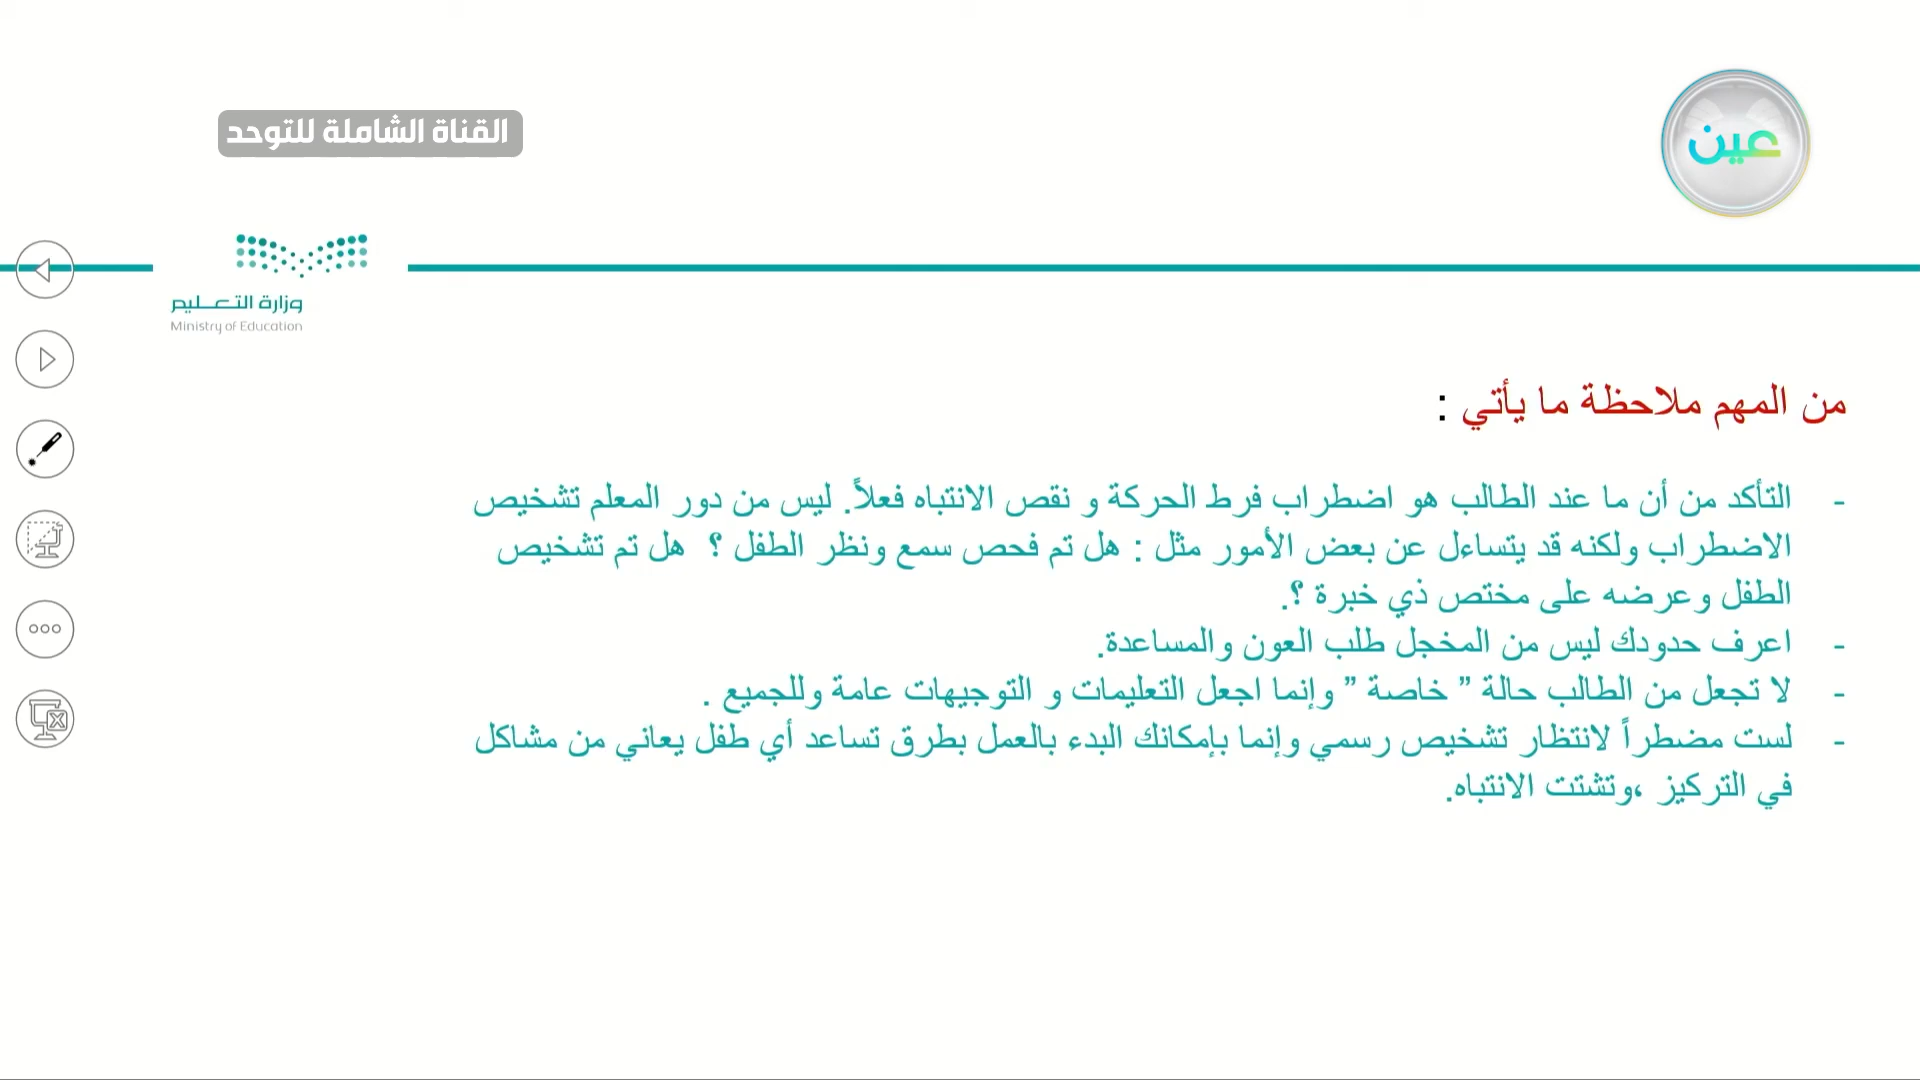 القناة الشاملة للتوحد
عين
وزارة التعليم
Ministry of Education
من المهم ملاحظة ما يأتي :
- التأكد من أن ما عند الطالب هو اضطراب فرط الحركة و نقص الانتباه فعلاً. ليس من دور المعلم تشخيص
الاضطراب ولكنه قد يتساءل عن بعض الأمور مثل : هل تم فحص سمع ونظر الطفل ؟ هل تم تشخيص
الطفل وعرضه على مختص ذي خبرة ؟.
- اعرف حدودك ليس من المخجل طلب العون والمساعدة.
- لا تجعل من الطالب حالة ” خاصة ” وإنما اجعل التعليمات و التوجيهات عامة وللجميع .
- لست مضطراً لانتظار تشخيص رسمي وإنما بإمكانك البدء بالعمل بطرق تساعد أي طفل يعاني من مشاكل
في التركيز ،وتشتت الانتباه.